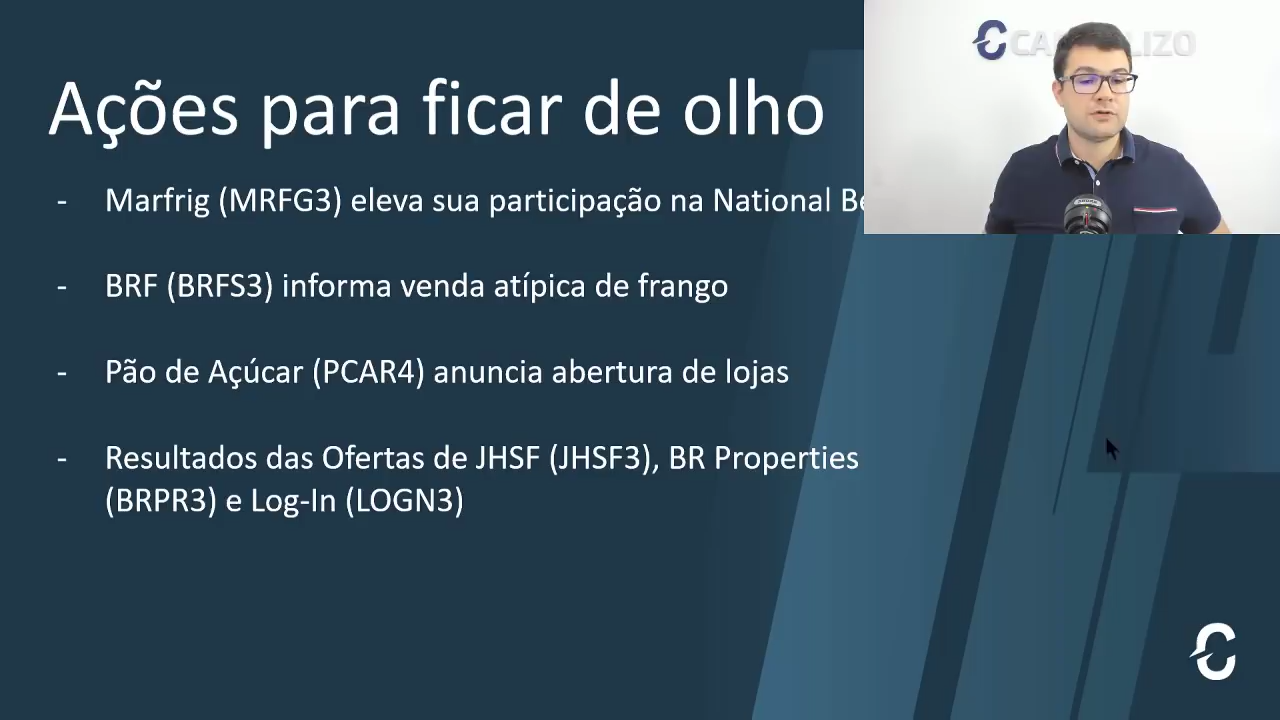 Ações para ficar de olho
- Marfrig (MRFG3) eleva sua participação na National
- BRF (BRFS3) informa venda atípica de frango
- Pão de Açúcar (PCAR4) anuncia abertura de lojas
- Resultados das Ofertas de JHSF (JHSF3), BR Properties
(BRPR3) e Log-In (LOGN3)